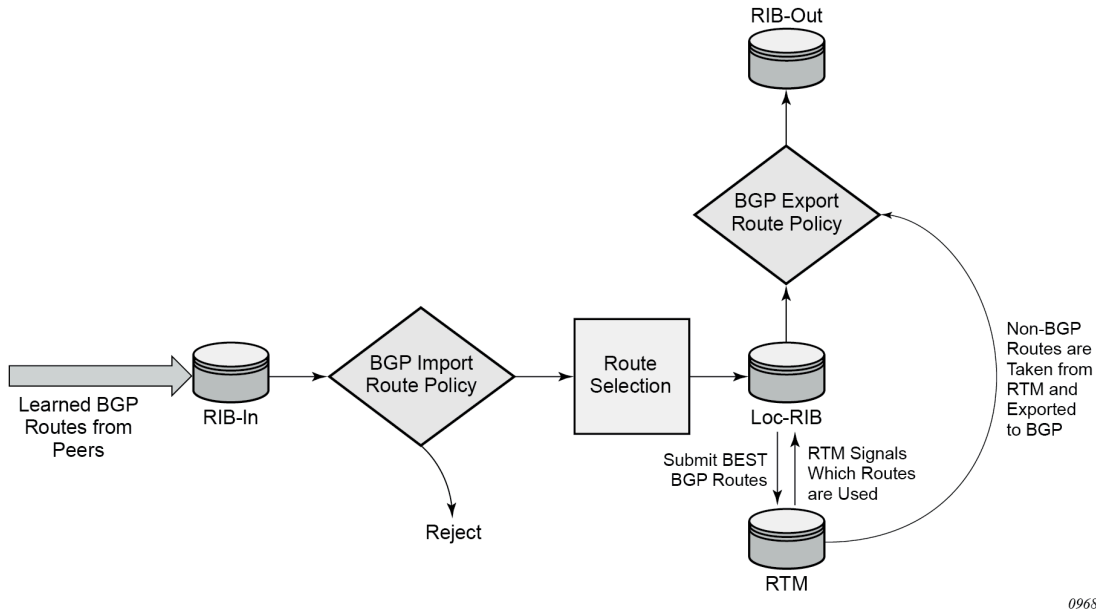 RIB-Out
BGP Export
Route Policy
Non-BGP
Routes are
Taken from
RTM and
Exported
to BGP
BGP Import
Route Policy
Route
Selection
Learned BGP
Routes from
Peers
RIB-In
Loc-RIB
Submit BEST
BGP Routes
RTM Signals
Which Routes
are Used
Reject
RTM
0968